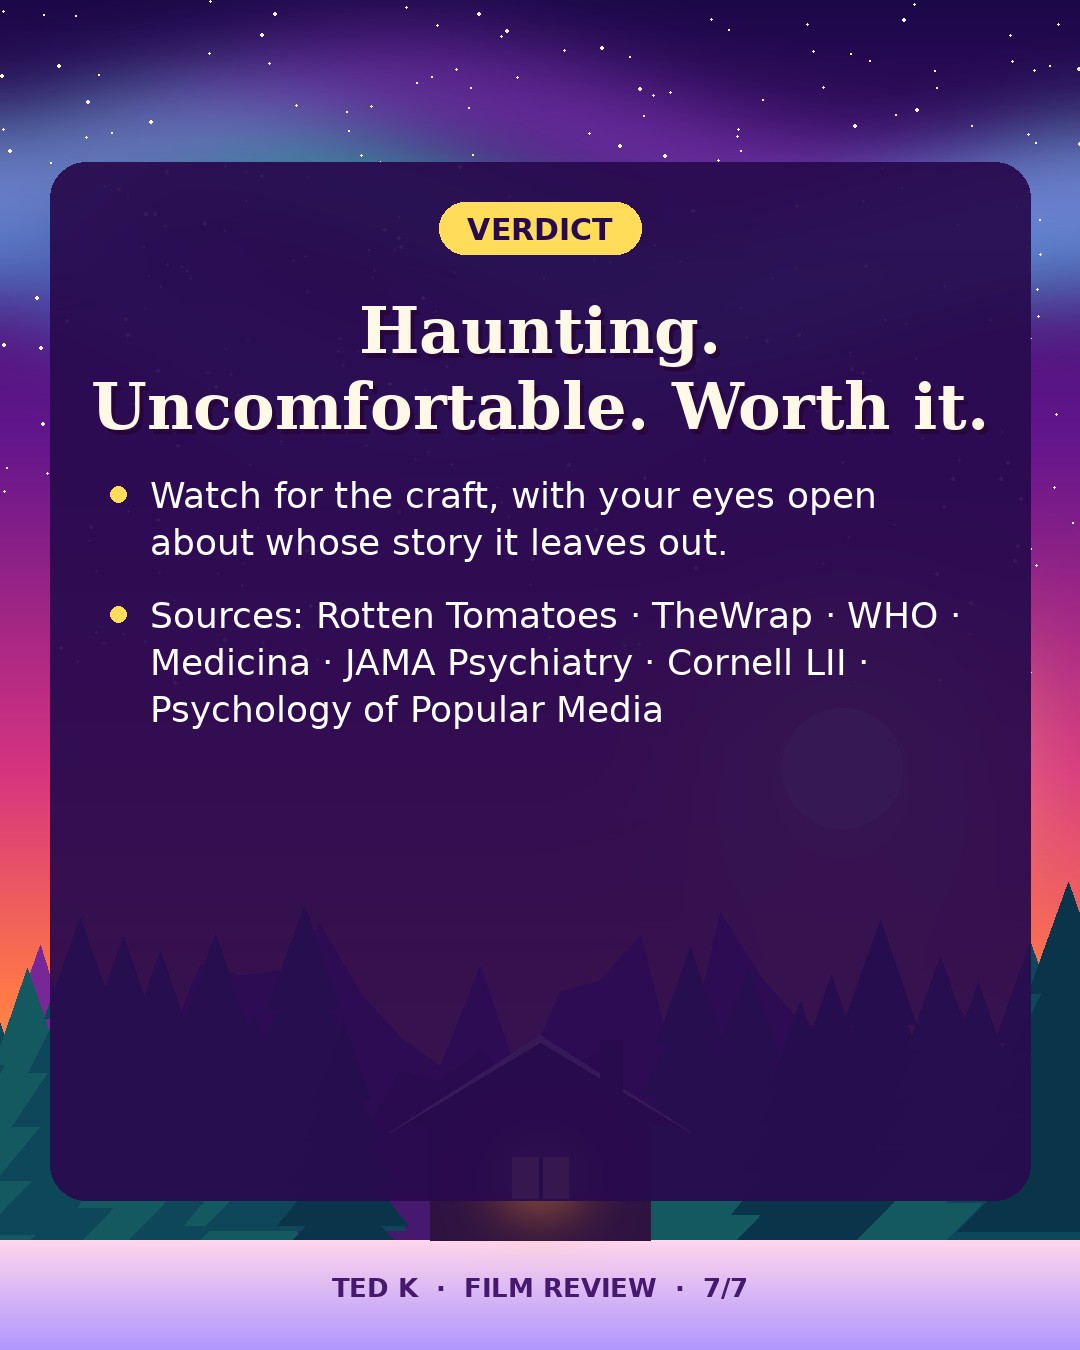 VERDICT
Haunting.
Uncomfortable. Worth it.
Watch for the craft, with your eyes open
about whose story it leaves out.
Sources: Rotten Tomatoes · TheWrap · WHO ·
Medicina · JAMA Psychiatry · Cornell LII ·
Psychology of Popular Media
TED K · FILM REVIEW · 7/7